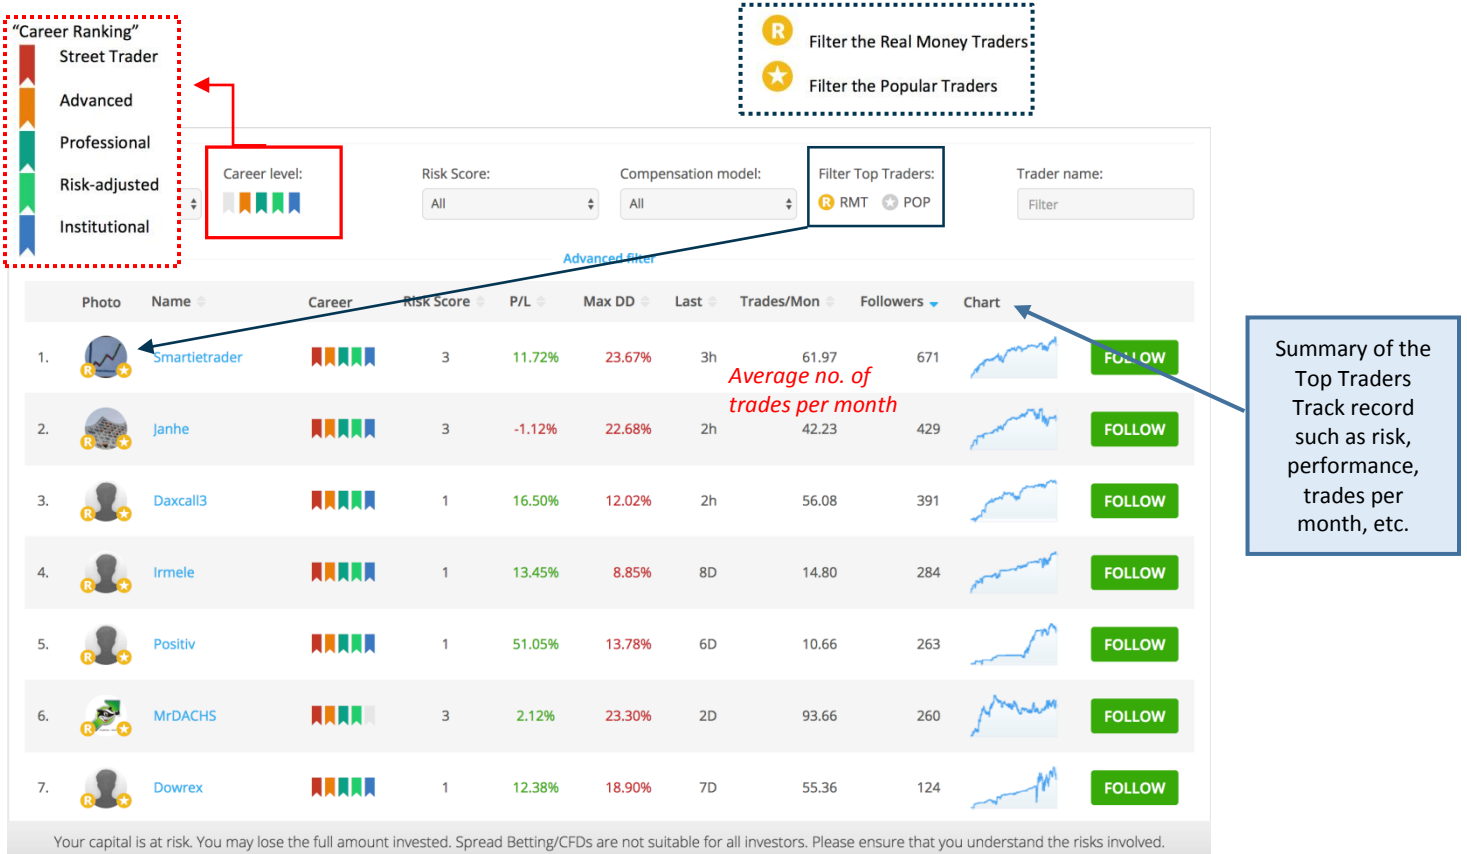 “Career Ranking”
Street Trader
Advanced
Professional
Risk-adjusted
Institutional
R
Filter the Real Money Traders
Filter the Popular Traders
Career level:
Risk Score:
All
Compensation model:
All
Filter Top Traders:
R RMT POP
Trader name:
Filter
Advanced filter
Photo Name Career Risk Score P/L Max DD Last Trades/Mon Followers Chart
1. R Smartietrader 3 11.72% 23.67% 3h 61.97 671 FOLLOW
Average no. of
trades per month
2. R Janhe 3 -1.12% 22.68% 2h 42.23 429 FOLLOW
3. R Daxcall3 1 16.50% 12.02% 2h 56.08 391 FOLLOW
4. R Irmele 1 13.45% 8.85% 8D 14.80 284 FOLLOW
5. R Positiv 1 51.05% 13.78% 6D 10.66 263 FOLLOW
6. R MrDACHS 3 2.12% 23.30% 2D 93.66 260 FOLLOW
7. R Dowrex 1 12.38% 18.90% 7D 55.36 124 FOLLOW
Summary of the
Top Traders
Track record
such as risk,
performance,
trades per
month, etc.
Your capital is at risk. You may lose the full amount invested. Spread Betting/CFDs are not suitable for all investors. Please ensure that you understand the risks involved.